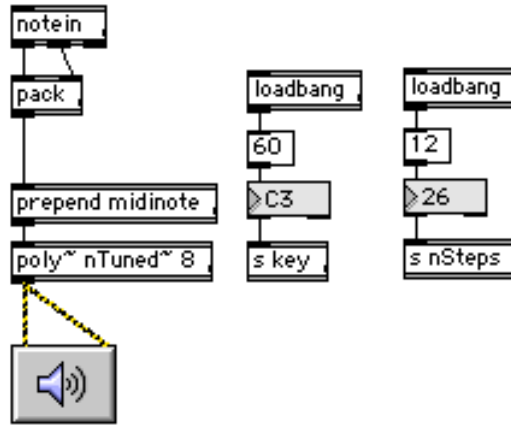 notein
pack
prepend midinote
poly~ nTuned~ 8
loadbang
60
C3
s key
loadbang
12
26
s nSteps